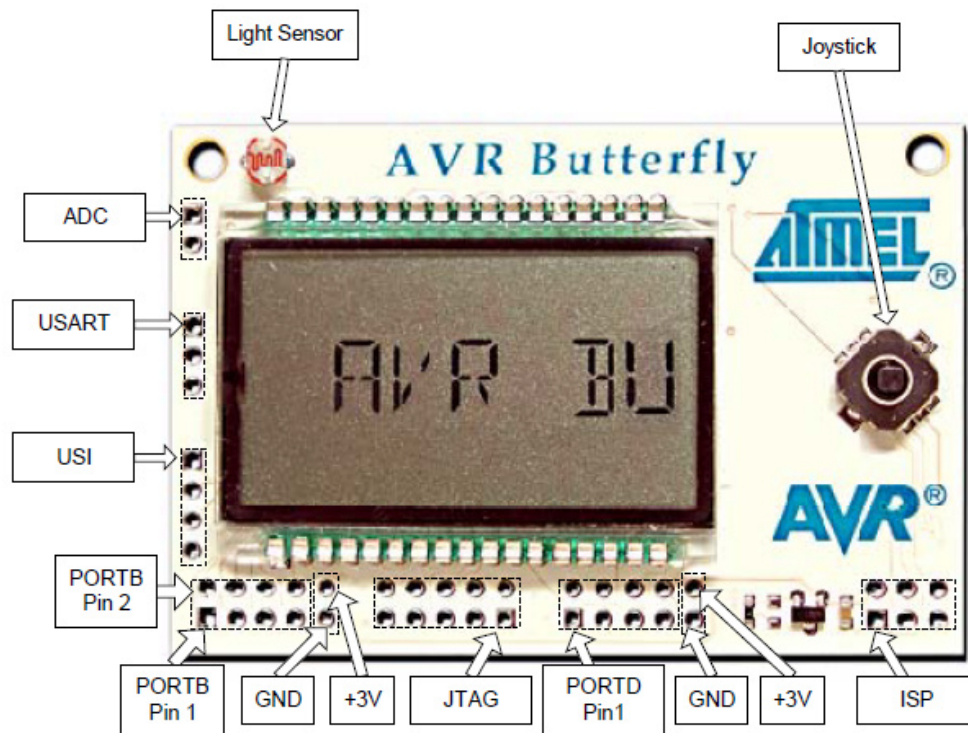 Light Sensor
Joystick
AVR Butterfly
ADC
ATMEL
®
USART
AVR BU
USI
AVR®
PORTB
Pin 2
PORTB
Pin 1
GND
+3V
JTAG
PORTD
Pin1
GND
+3V
ISP